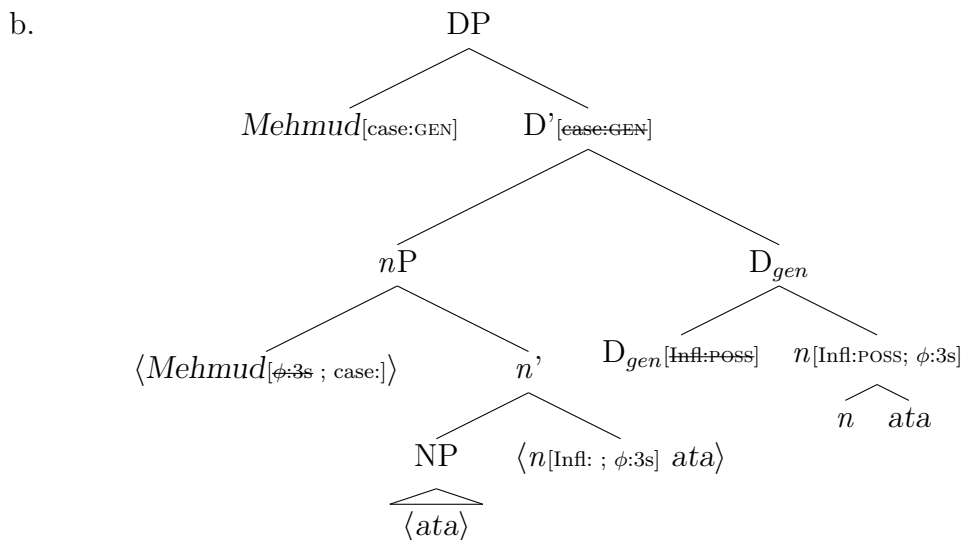 b.
DP
Mehmud[case:GEN] D’[case:GEN]
nP D_gen
⟨Mehmud[ϕ:3s ; case:]⟩ n’ D_gen[Infl:POSS] n[Infl:POSS; ϕ:3s]
n ata
NP ⟨n[Infl: ; ϕ:3s] ata⟩
⟨ata⟩